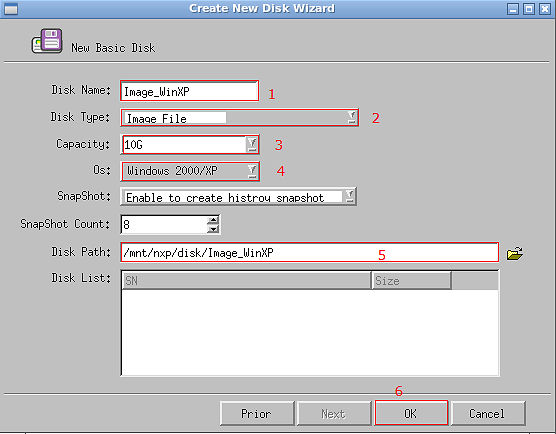 Create New Disk Wizard
New Basic Disk
Disk Name: Image_WinXP 1
Disk Type: Image File 2
Capacity: 10G 3
Os: Windows 2000/XP 4
SnapShot: Enable to create histroy snapshot
SnapShot Count: 8
Disk Path: /mnt/nxp/disk/Image_WinXP 5
Disk List: SN Size
6
Prior Next OK Cancel